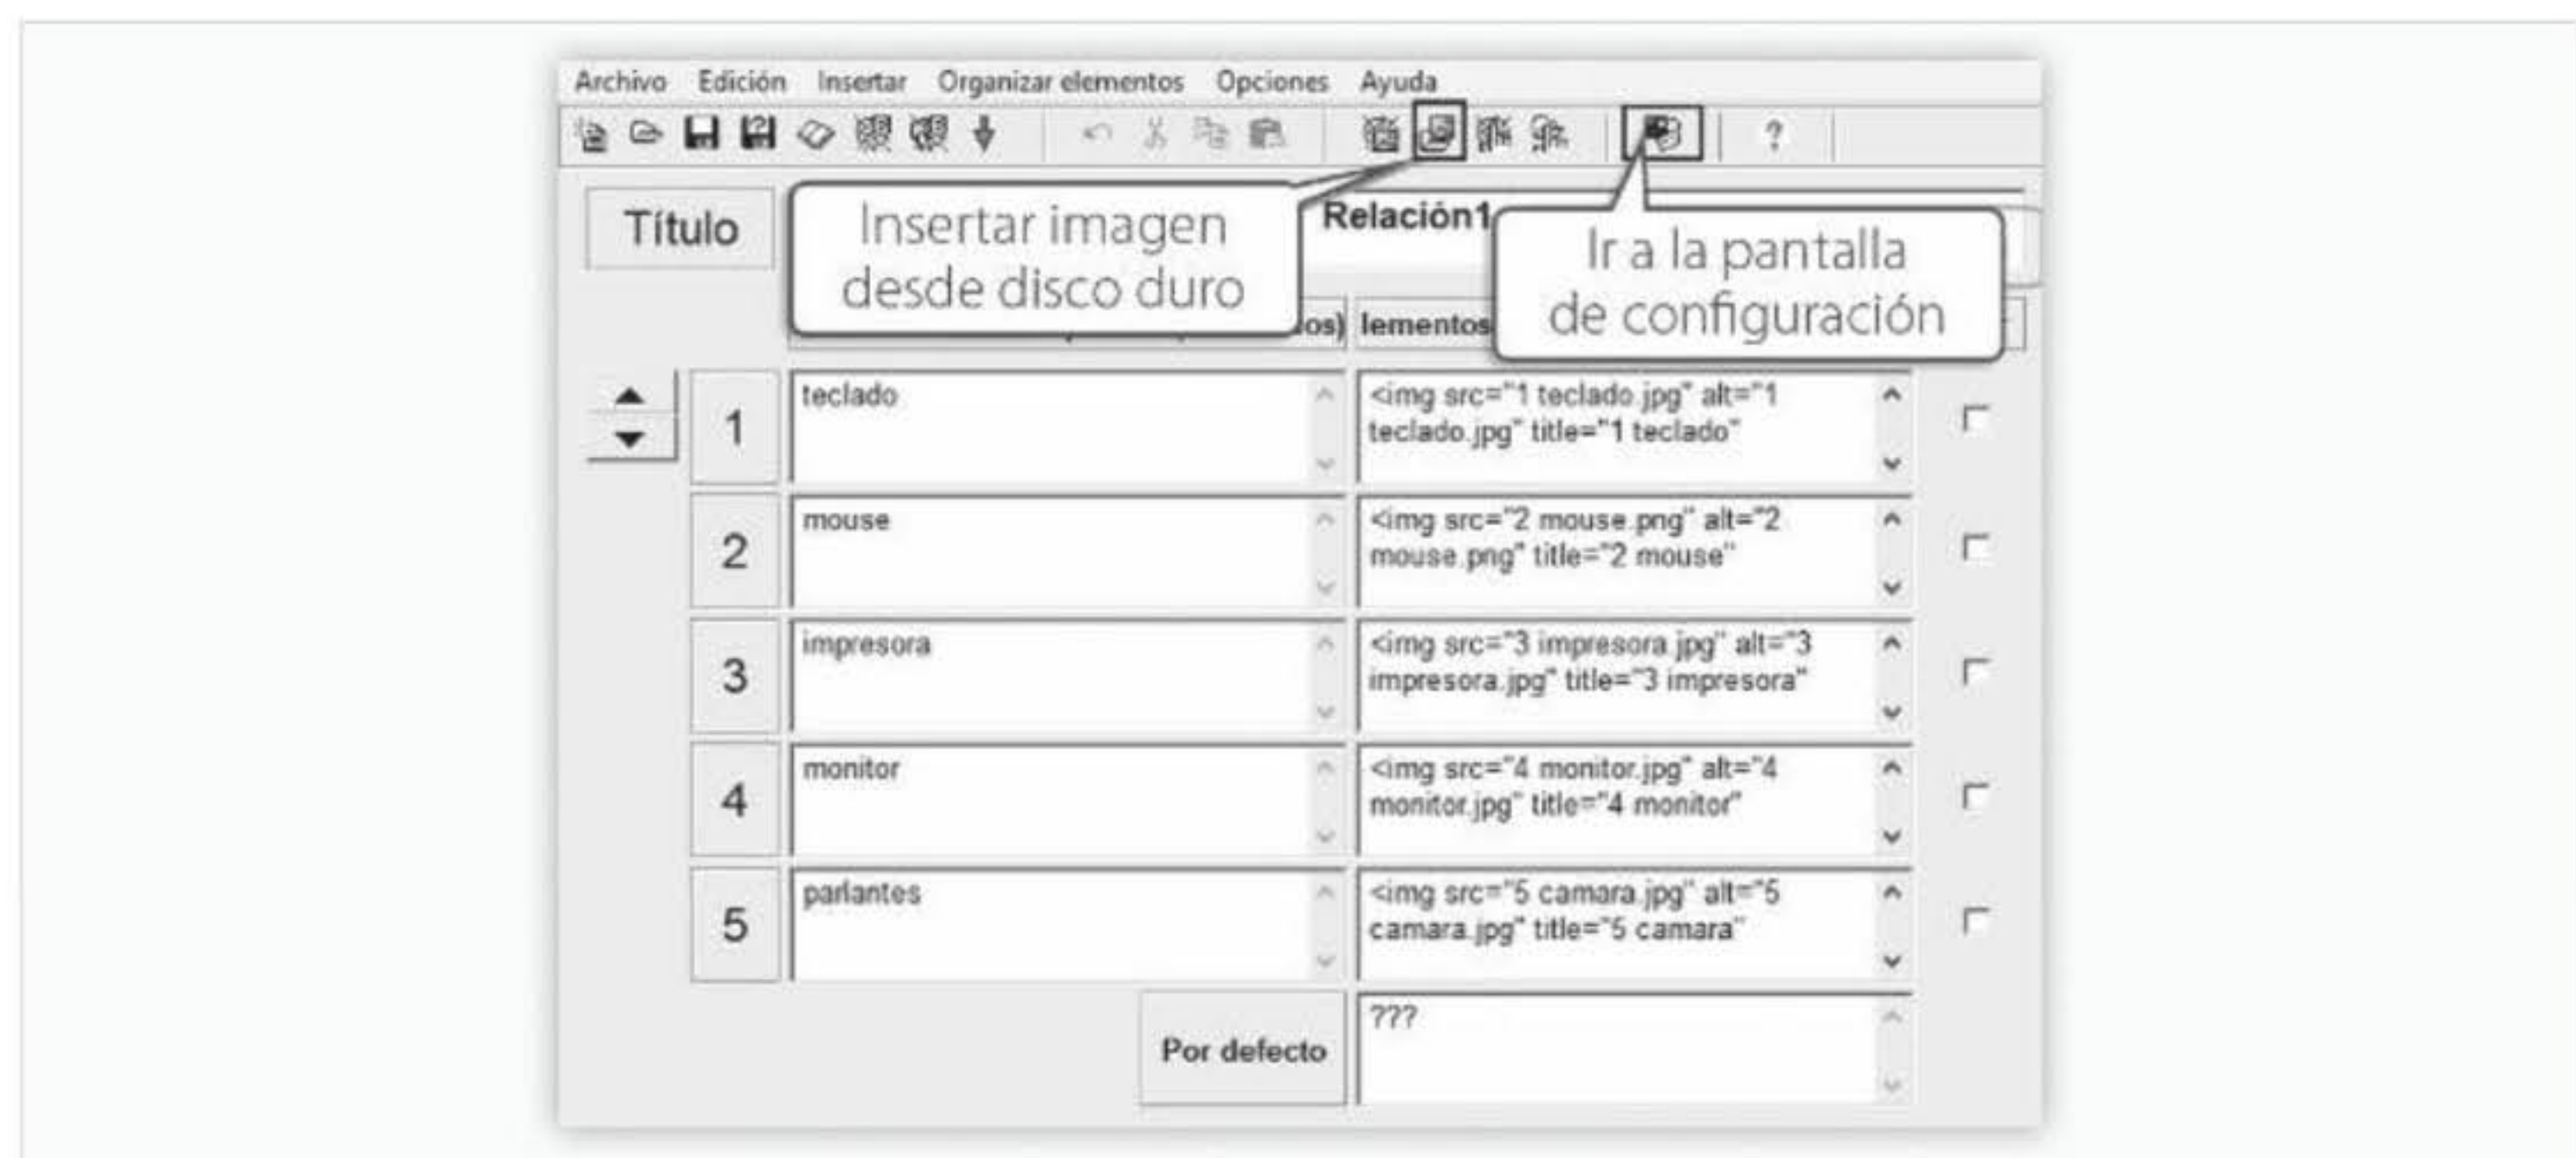 Archivo Edición Insertar Organizar elementos Opciones Ayuda
?
Título
Insertar imagen
desde disco duro
Relación1
Ir a la pantalla
de configuración
os)
lementos
1
teclado
<img src="1 teclado.jpg" alt="1
teclado.jpg" title="1 teclado"
2
mouse
<img src="2 mouse.png" alt="2
mouse.png" title="2 mouse"
3
impresora
<img src="3 impresora.jpg" alt="3
impresora.jpg" title="3 impresora"
4
monitor
<img src="4 monitor.jpg" alt="4
monitor.jpg" title="4 monitor"
5
parlantes
<img src="5 camara.jpg" alt="5
camara.jpg" title="5 camara"
Por defecto
???